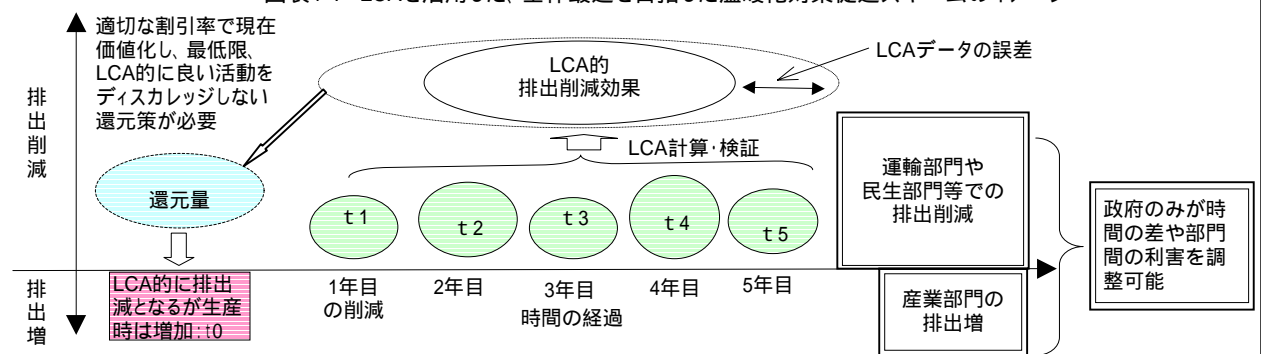 適切な割引率で現在
価値化し、最低限、
LCA的に良い活動を
ディスカレッジしない
還元策が必要
LCA的
排出削減効果
LCAデータの誤差
排出削減
LCA計算・検証
還元量
t1
t2
t3
t4
t5
運輸部門や
民生部門等での
排出削減
政府のみが時
間の差や部門
間の利害を調
整可能
排出増
LCA的に排出
減となるが生産
時は増加:t0
1年目
の削減
2年目
3年目
4年目
5年目
時間の経過
産業部門の
排出増